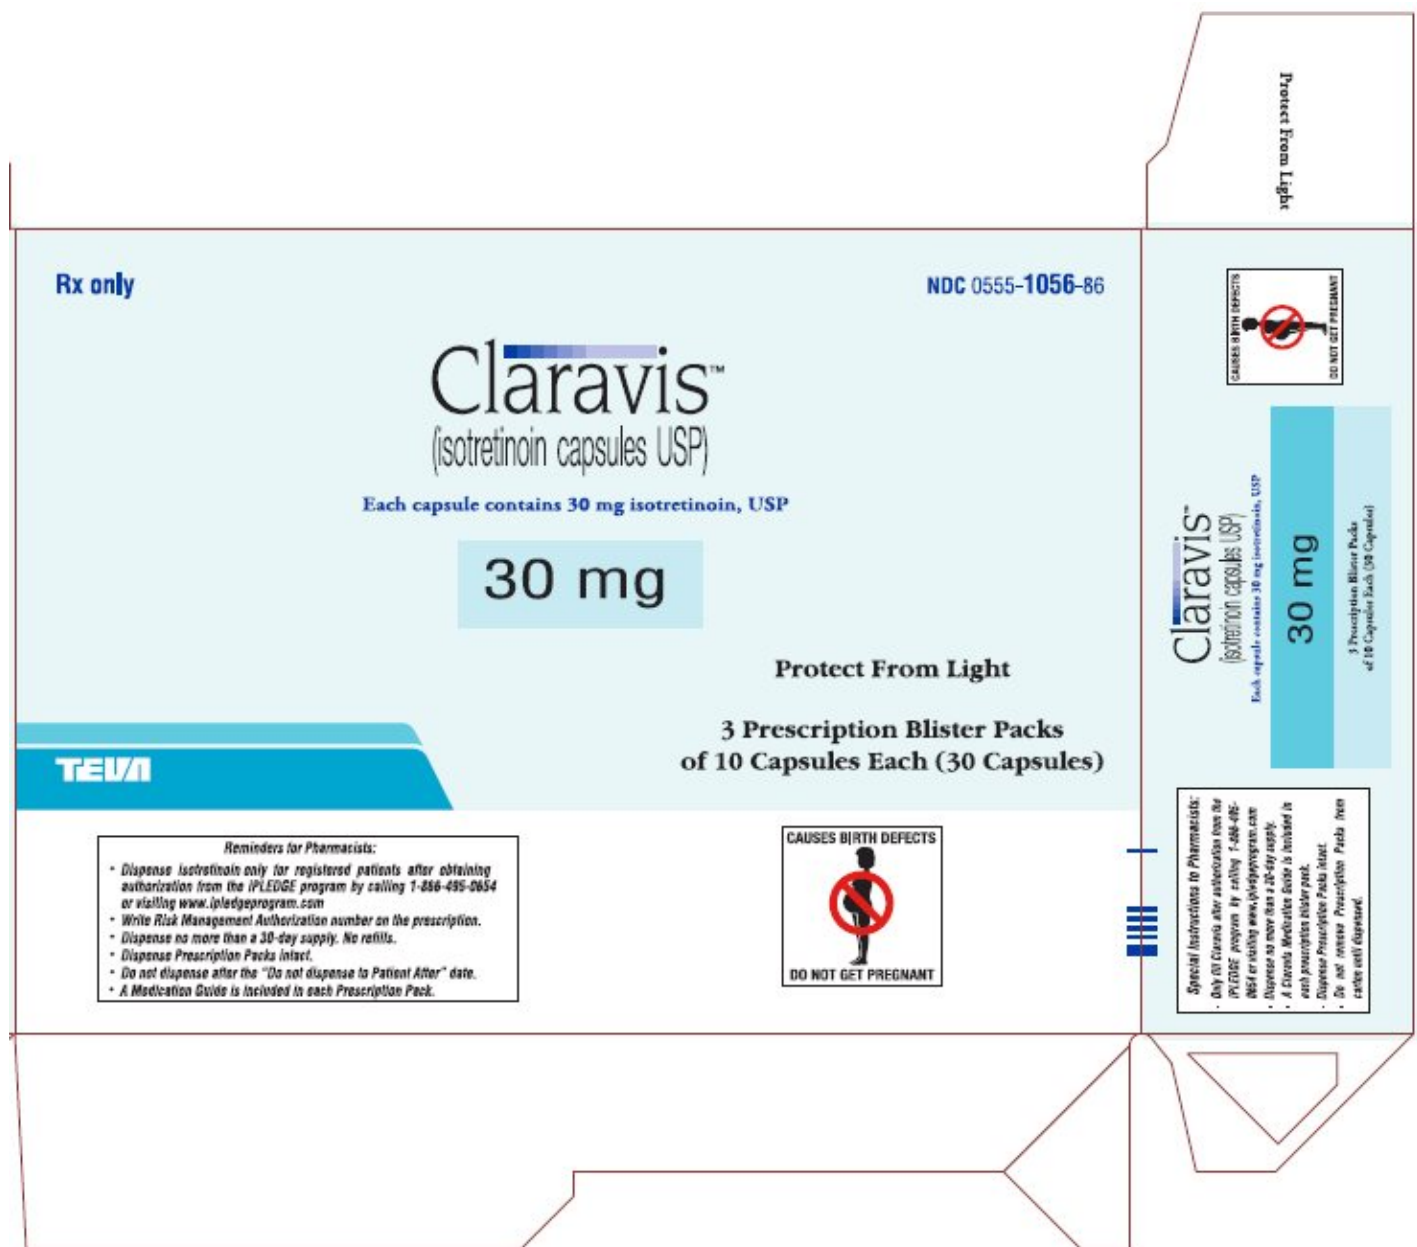 Protect From Light
Rx only
NDC 0555-1056-86
Claravis™
(isotretinoin capsules USP)
Each capsule contains 30 mg isotretinoin, USP
30 mg
Protect From Light
3 Prescription Blister Packs
of 10 Capsules Each (30 Capsules)
TEVA
Reminders for Pharmacists:
• Dispense isotretinoin only for registered patients after obtaining
authorization from the iPLEDGE program by calling 1-866-495-0654
or visiting www.ipledgeprogram.com
• Write Risk Management Authorization number on the prescription.
• Dispense no more than a 30-day supply. No refills.
• Dispense Prescription Packs intact.
• Do not dispense after the "Do not dispense to Patient After" date.
• A Medication Guide is included in each Prescription Pack.
CAUSES BIRTH DEFECTS
DO NOT GET PREGNANT
CAUSES BIRTH DEFECTS
DO NOT GET PREGNANT
Claravis™
(isotretinoin capsules USP)
Each capsule contains 30 mg isotretinoin, USP
30 mg
3 Prescription Blister Packs
of 10 Capsules Each (30 Capsules)
Special Instructions to Pharmacists:
• Only fill Claravis after authorization from the
iPLEDGE program by calling 1-866-495-
0654 or visiting www.ipledgeprogram.com
• Dispense no more than a 30-day supply.
• A Claravis Medication Guide is included in
each prescription blister pack.
• Dispense Prescription Packs intact.
• Do not remove Prescription Packs from
carton until dispensed.